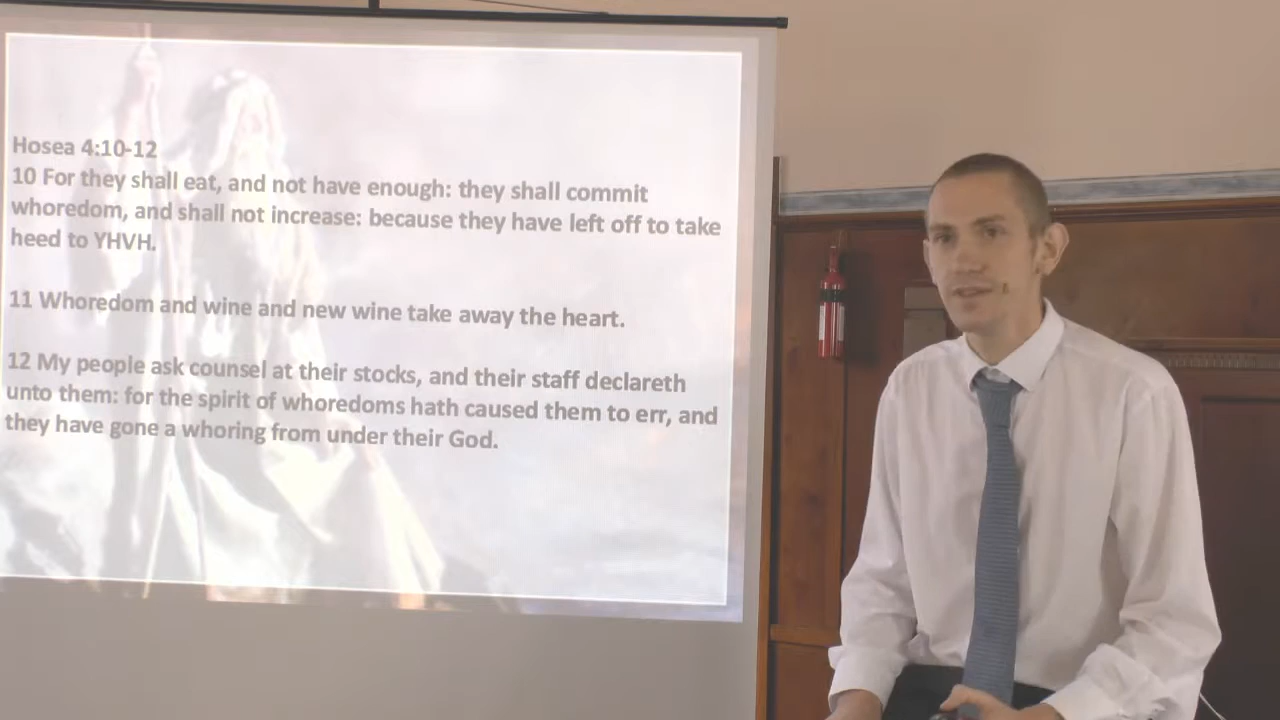 Hosea 4:10-12
10 For they shall eat, and not have enough: they shall commit
whoredom, and shall not increase: because they have left off to take
heed to YHVH.
11 Whoredom and wine and new wine take away the heart.
12 My people ask counsel at their stocks, and their staff declareth
unto them: for the spirit of whoredoms hath caused them to err, and
they have gone a whoring from under their God.